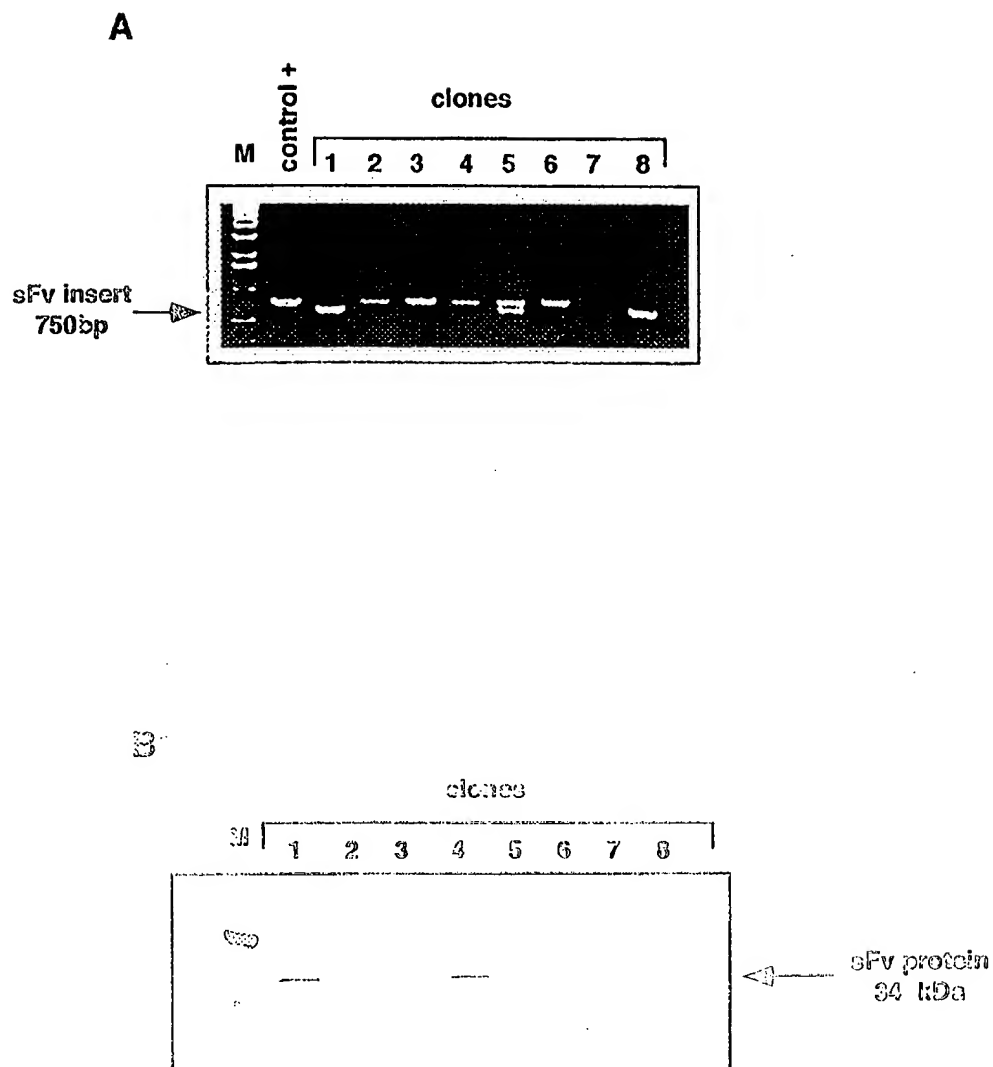 A
control +
clones
M
1 2 3 4 5 6 7 8
sFv insert
750bp
B
clones
M
1 2 3 4 5 6 7 8
sFv protein
34 kDa